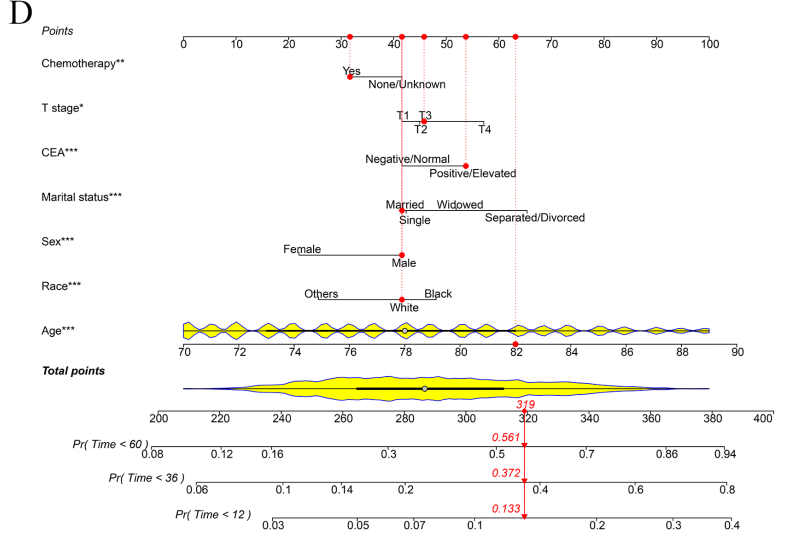 D
Points
0 10 20 30 40 50 60 70 80 90 100
Chemotherapy**
Yes
None/Unknown
T stage*
T1 T3
T2 T4
CEA***
Negative/Normal
Positive/Elevated
Marital status***
Married Widowed
Single Separated/Divorced
Sex***
Female
Male
Race***
Others Black
White
Age***
70 72 74 76 78 80 82 84 86 88 90
Total points
319
200 220 240 260 280 300 320 340 360 380 400
0.561
Pr( Time < 60 )
0.08 0.12 0.16 0.3 0.5 0.7 0.86 0.94
0.372
Pr( Time < 36 )
0.06 0.1 0.14 0.2 0.4 0.6 0.8
0.133
Pr( Time < 12 )
0.03 0.05 0.07 0.1 0.2 0.3 0.4